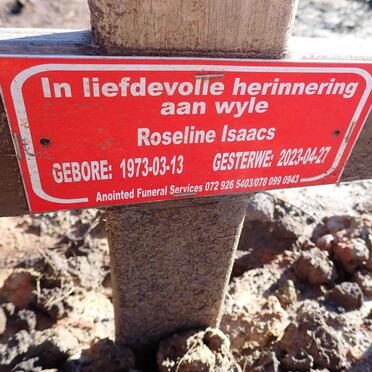 In liefdevolle herinnering
aan wyle
Roseline Isaacs
GEBORE: 1973-03-13 GESTERWE: 2023-04-27
Anointed Funeral Services 072 926 5403/078 099 0943